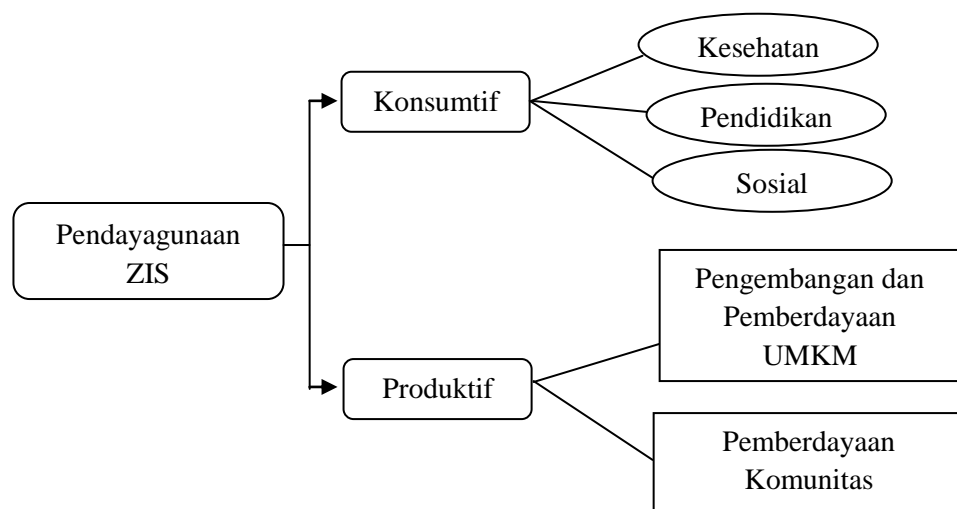 Kesehatan
Konsumtif
Pendidikan
Sosial
Pendayagunaan
ZIS
Pengembangan dan
Pemberdayaan
UMKM
Produktif
Pemberdayaan
Komunitas